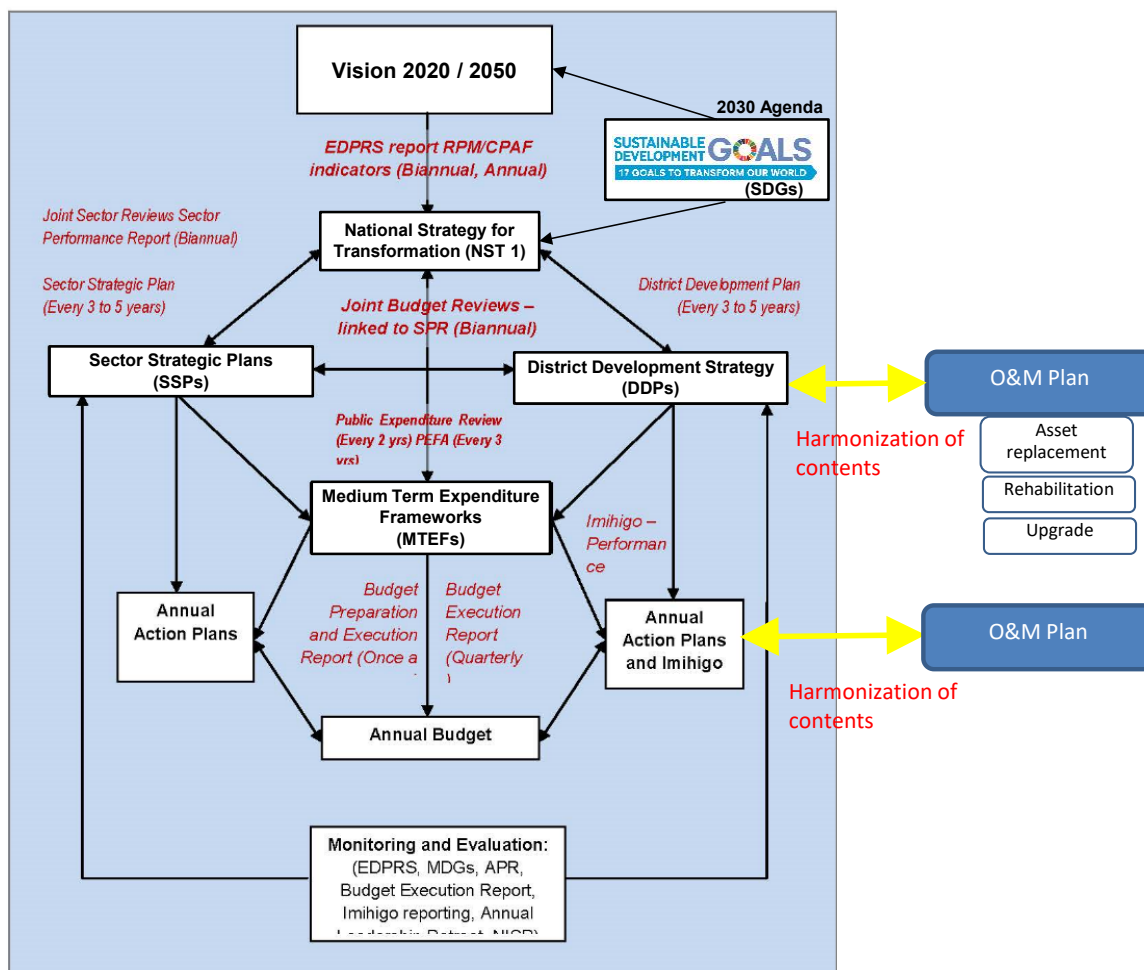 Vision 2020 / 2050
2030 Agenda
SUSTAINABLE
DEVELOPMENT
GOALS
17 GOALS TO TRANSFORM OUR WORLD
(SDGs)
EDPRS report RPM/CPAF
indicators (Biannual, Annual)
Joint Sector Reviews Sector
Performance Report (Biannual)
National Strategy for
Transformation (NST 1)
Sector Strategic Plan
(Every 3 to 5 years)
Joint Budget Reviews –
linked to SPR (Biannual)
District Development Plan
(Every 3 to 5 years)
Sector Strategic Plans
(SSPs)
District Development Strategy
(DDPs)
O&M Plan
Harmonization of
contents
Asset
replacement
Rehabilitation
Upgrade
Public Expenditure Review
(Every 2 yrs) PEFA (Every 3
yrs)
Medium Term Expenditure
Frameworks
(MTEFs)
Imihigo –
Performan
ce
Annual
Action Plans
Budget
Preparation
and Execution
Report (Once a
Budget
Execution
Report
(Quarterly
)
Annual
Action Plans
and Imihigo
O&M Plan
Harmonization of
contents
Annual Budget
Monitoring and Evaluation:
(EDPRS, MDGs, APR,
Budget Execution Report,
Imihigo reporting, Annual
Leadership Retreat, NISR)